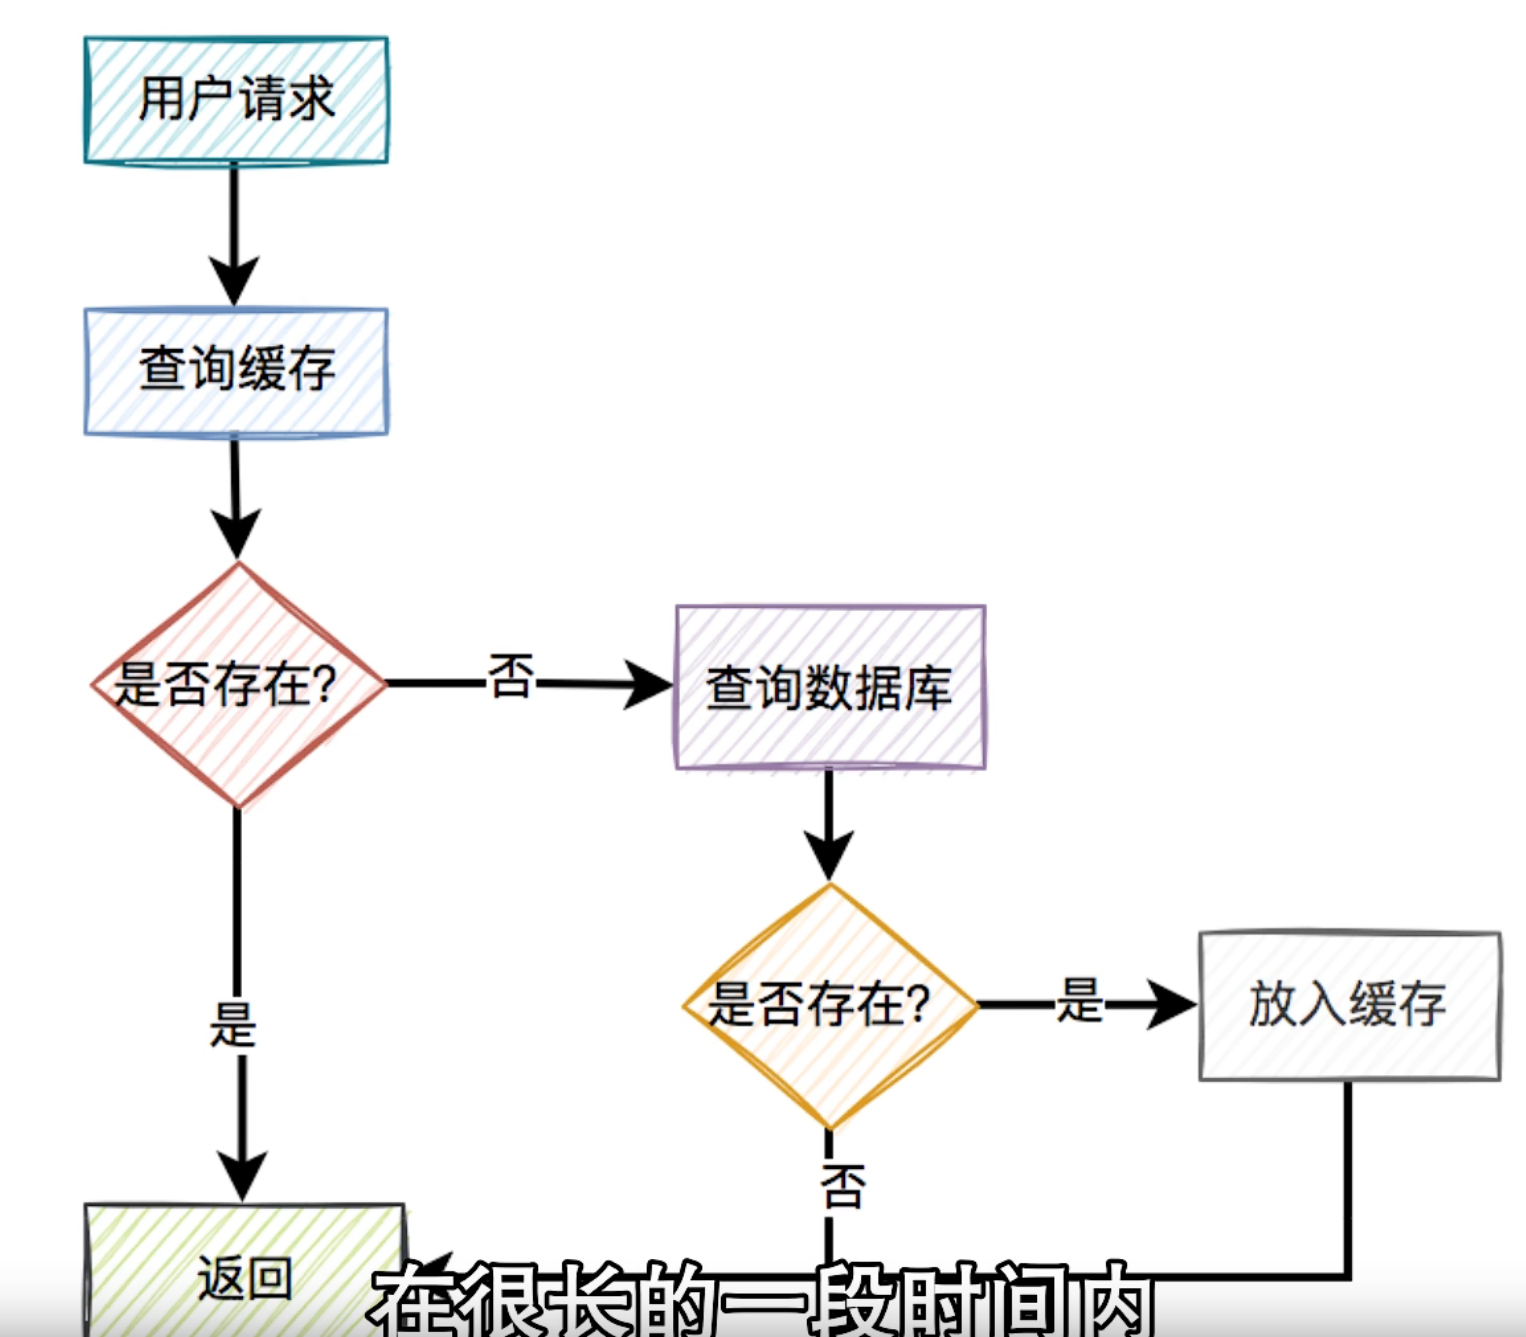 用户请求
查询缓存
是否存在?
否
查询数据库
是否存在?
是
放入缓存
是
否
返回
在很长的一段时间内